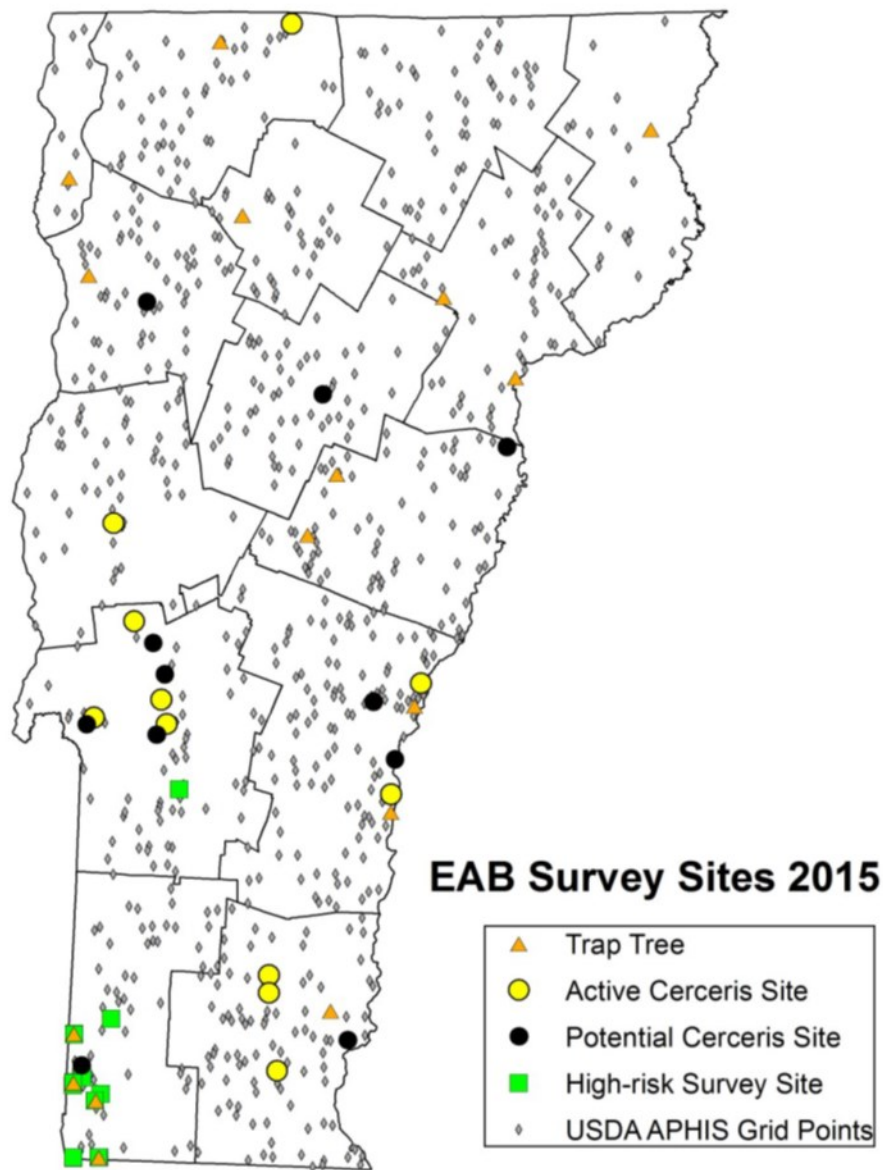 EAB Survey Sites 2015
Trap Tree
Active Cerceris Site
Potential Cerceris Site
High-risk Survey Site
USDA APHIS Grid Points